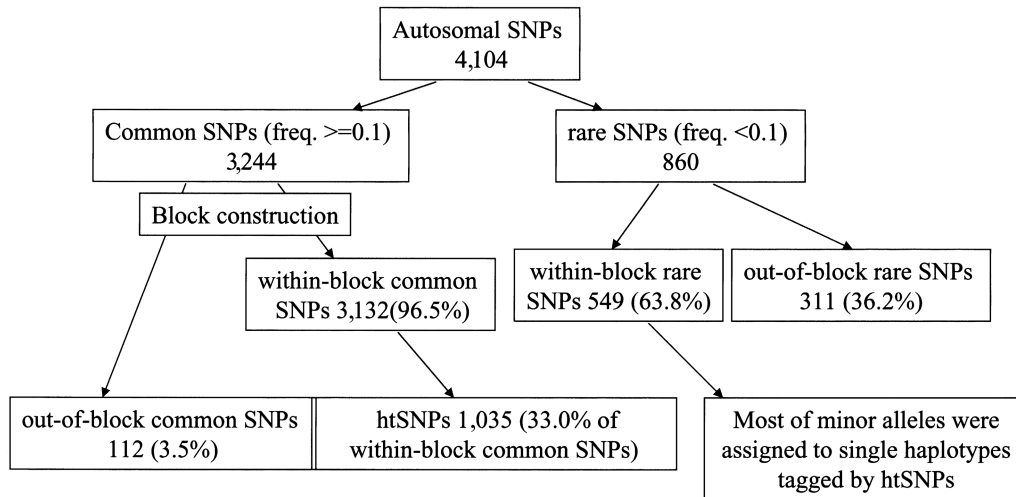 Autosomal SNPs
4,104
Common SNPs (freq. >=0.1)
3,244
rare SNPs (freq. <0.1)
860
Block construction
within-block common
SNPs 3,132(96.5%)
within-block rare
SNPs 549 (63.8%)
out-of-block rare SNPs
311 (36.2%)
out-of-block common SNPs
112 (3.5%)
htSNPs 1,035 (33.0% of
within-block common SNPs)
Most of minor alleles were
assigned to single haplotypes
tagged by htSNPs